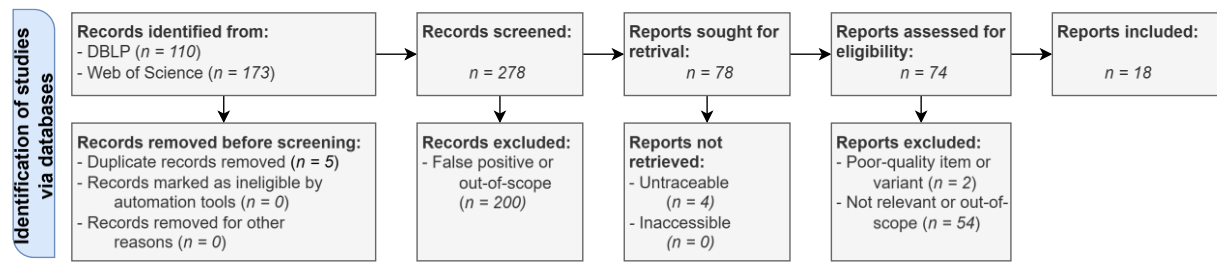 Identification of studies
via databases
Records identified from:
- DBLP (n = 110)
- Web of Science (n = 173)
Records screened:
n = 278
Reports sought for
retrival:
n = 78
Reports assessed for
eligibility:
n = 74
Reports included:
n = 18
Records removed before screening:
- Duplicate records removed (n = 5)
- Records marked as ineligible by
automation tools (n = 0)
- Records removed for other
reasons (n = 0)
Records excluded:
- False positive or
out-of-scope
(n = 200)
Reports not
retrieved:
- Untraceable
(n = 4)
- Inaccessible
(n = 0)
Reports excluded:
- Poor-quality item or
variant (n = 2)
- Not relevant or out-of-
scope (n = 54)